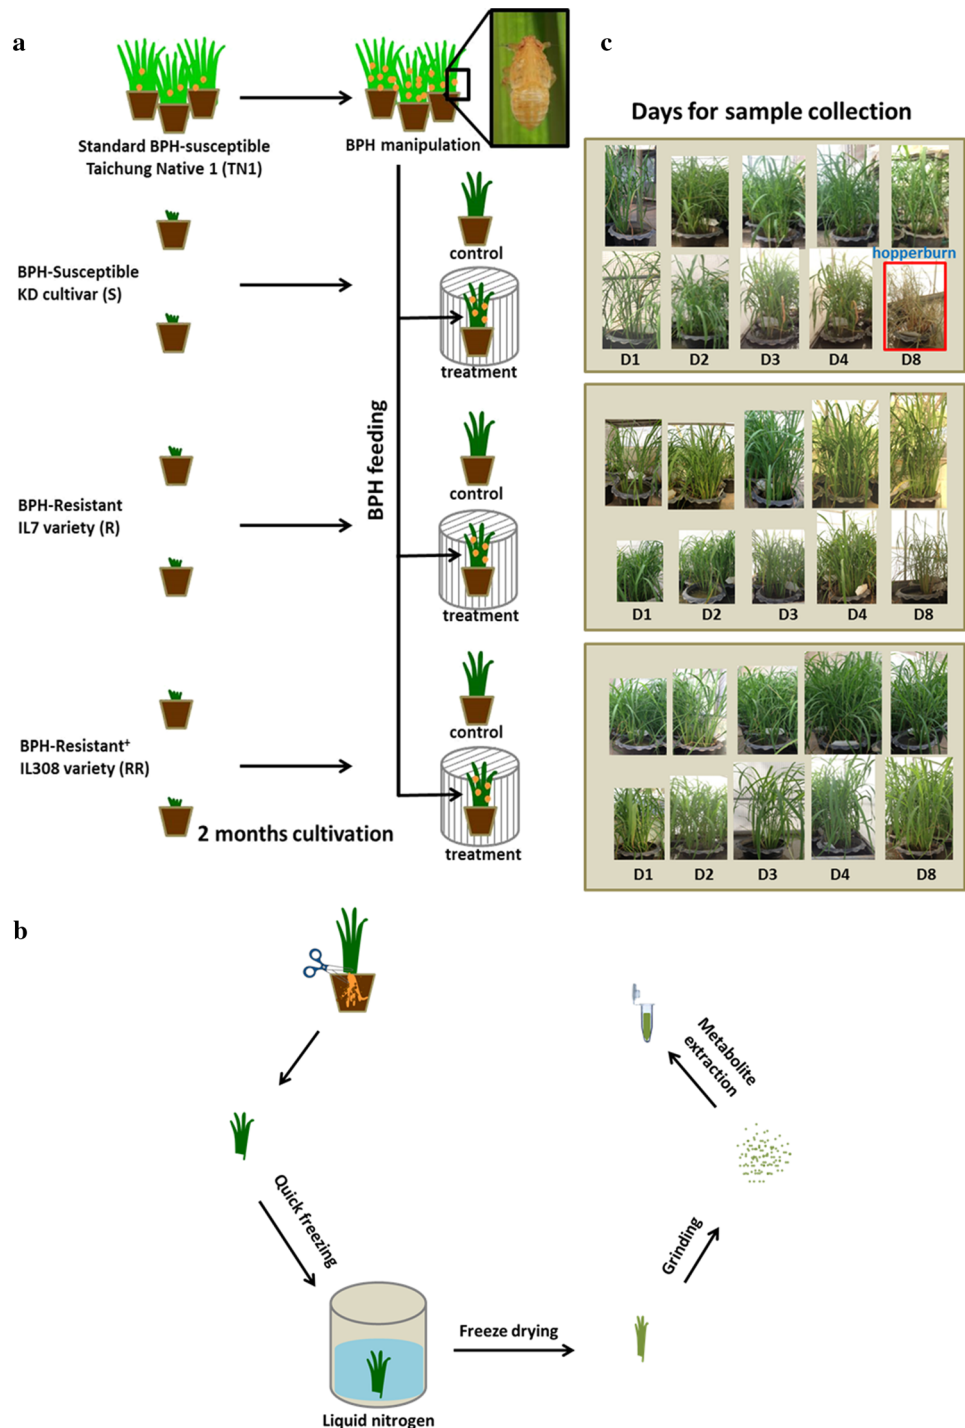 a
Standard BPH-susceptible
Taichung Native 1 (TN1)
BPH manipulation
BPH-Susceptible
KD cultivar (S)
control
treatment
BPH feeding
BPH-Resistant
IL7 variety (R)
control
treatment
BPH-Resistant+
IL308 variety (RR)
control
treatment
2 months cultivation
c
Days for sample collection
hopperburn
D1 D2 D3 D4 D8
D1 D2 D3 D4 D8
D1 D2 D3 D4 D8
b
Quick freezing
Liquid nitrogen
Freeze drying
Grinding
Metabolite
extraction